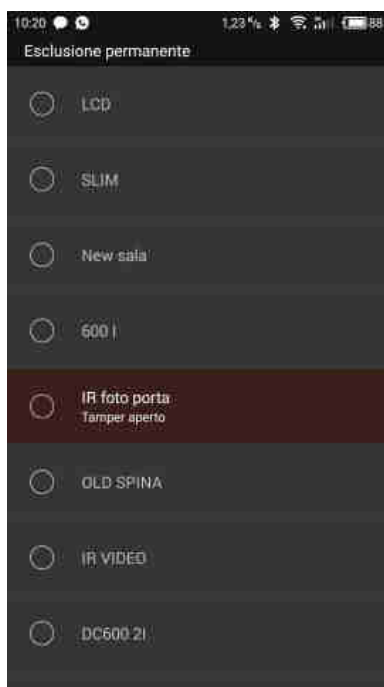 10:20
1,23 K/s
88
Esclusione permanente
LCD
SLIM
New sala
600 I
IR foto porta
Tamper aperto
OLD SPINA
IR VIDEO
DC600 2I